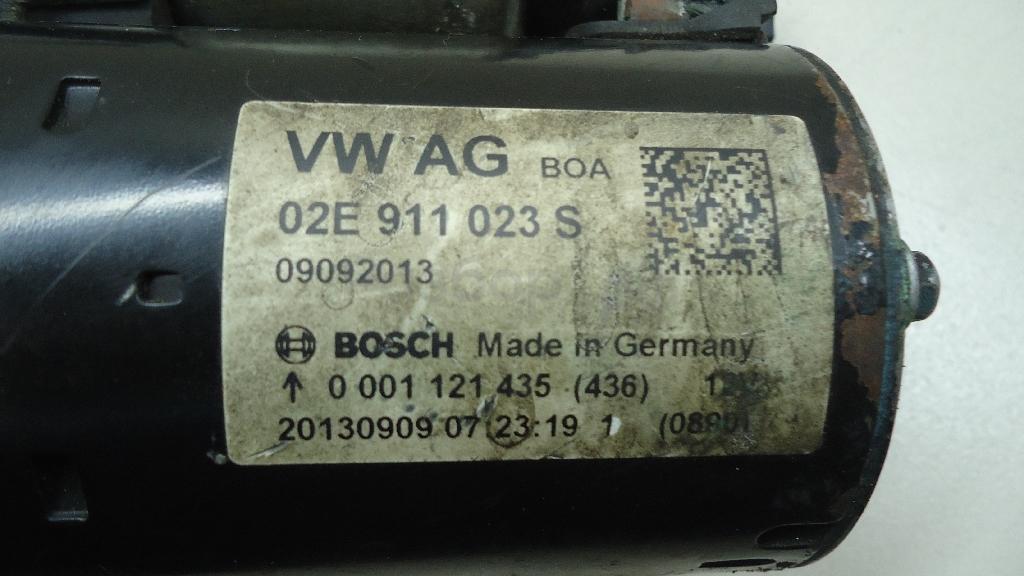 VW AG BOA
02E 911 023 S
09092013
BOSCH Made in Germany
↑ 0 001 121 435 (436)
20130909 07:23:19 1